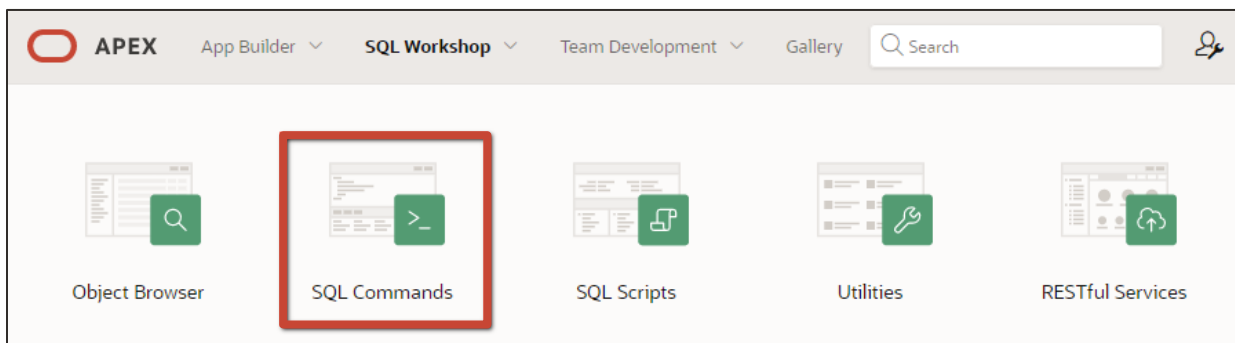 APEX App Builder SQL Workshop Team Development Gallery Search
Object Browser SQL Commands SQL Scripts Utilities RESTful Services